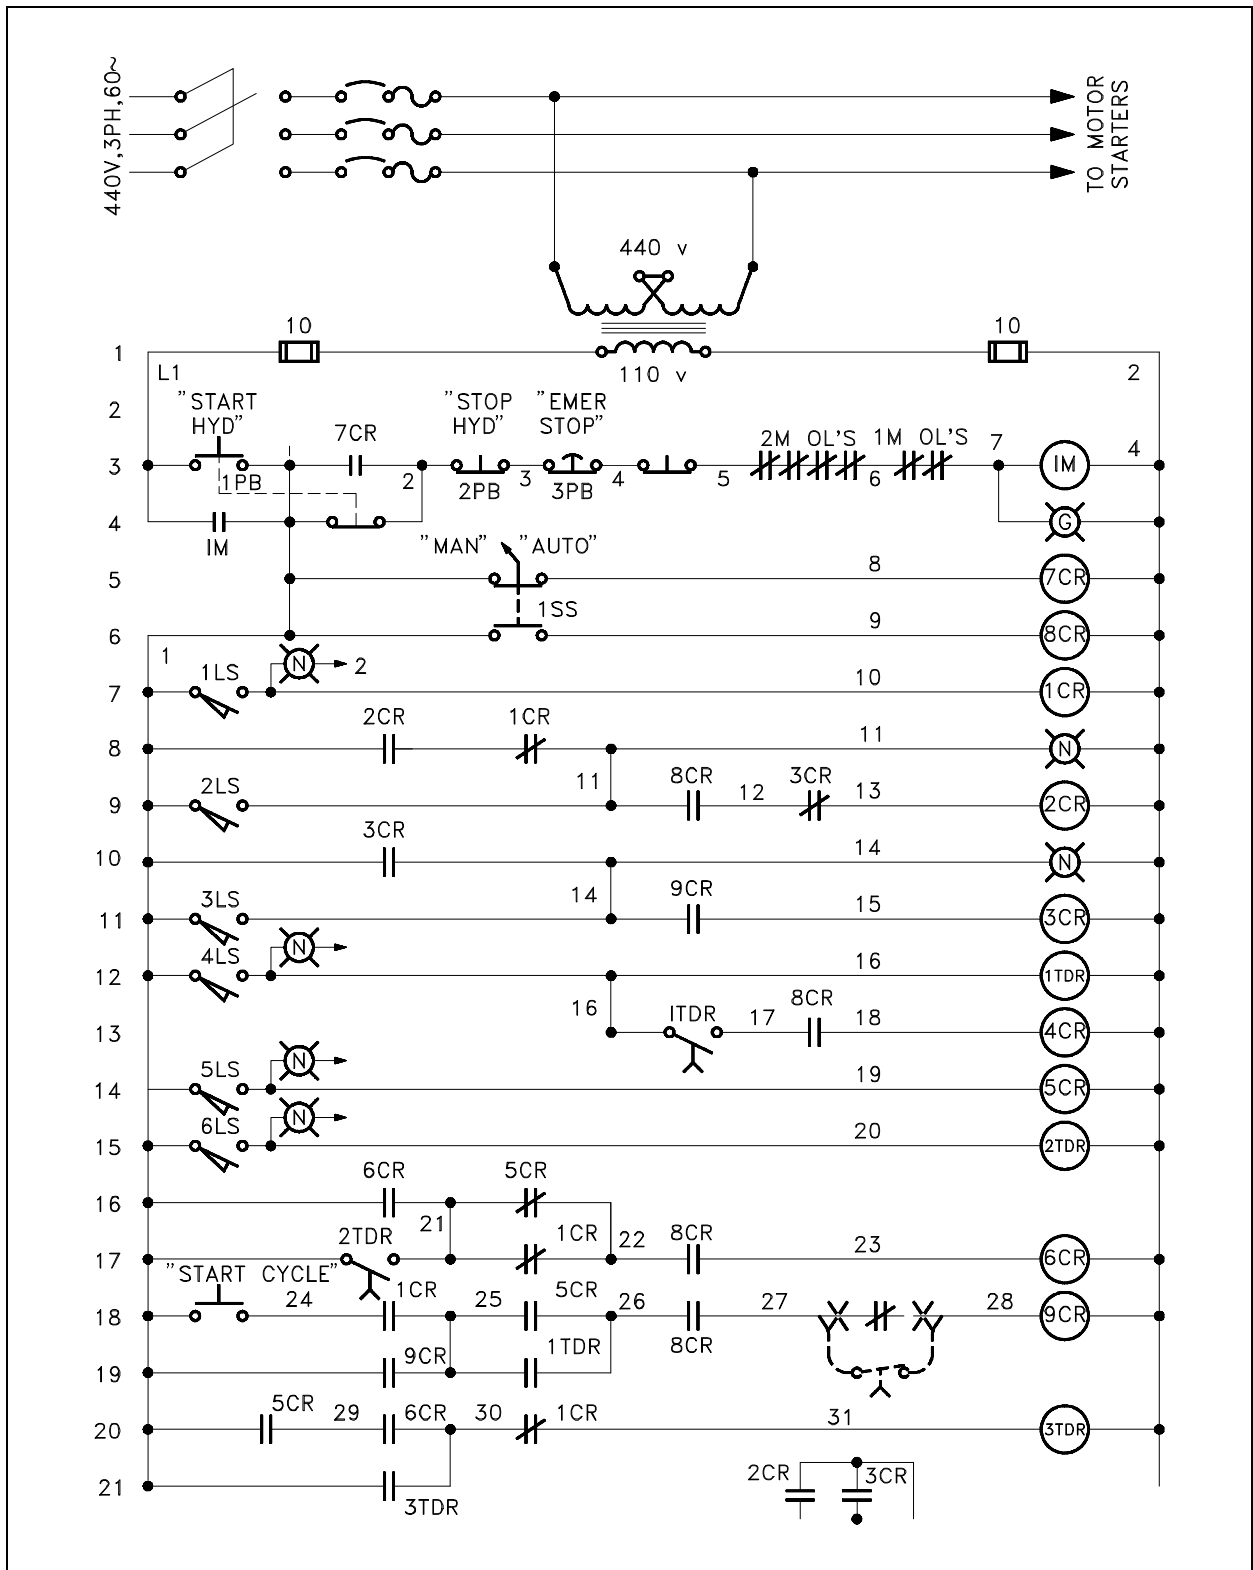 440V,3PH,60~
TO MOTOR
STARTERS
440 v
10
10
1
110 v
L1
2
2
"START
HYD"
"STOP
HYD"
"EMER
STOP"
7CR
2M OL'S
1M OL'S
7
3
1PB
2
2PB
3
3PB
4
5
6
IM
4
4
IM
G
"MAN"
"AUTO"
5
8
7CR
1SS
6
9
8CR
1
N
2
1LS
7
10
1CR
2CR
1CR
8
11
N
2LS
11
8CR
12
3CR
13
9
2CR
3CR
10
14
N
3LS
14
9CR
15
11
3CR
N
4LS
12
16
1TDR
16
1TDR
17
8CR
18
13
4CR
N
5LS
14
19
5CR
N
6LS
15
20
2TDR
6CR
5CR
16
21
2TDR
1CR
22
8CR
23
17
6CR
"START CYCLE"
24
1CR
25
5CR
26
27
28
18
8CR
9CR
9CR
1TDR
19
5CR
29
6CR
30
1CR
31
20
3TDR
2CR
3CR
21
3TDR